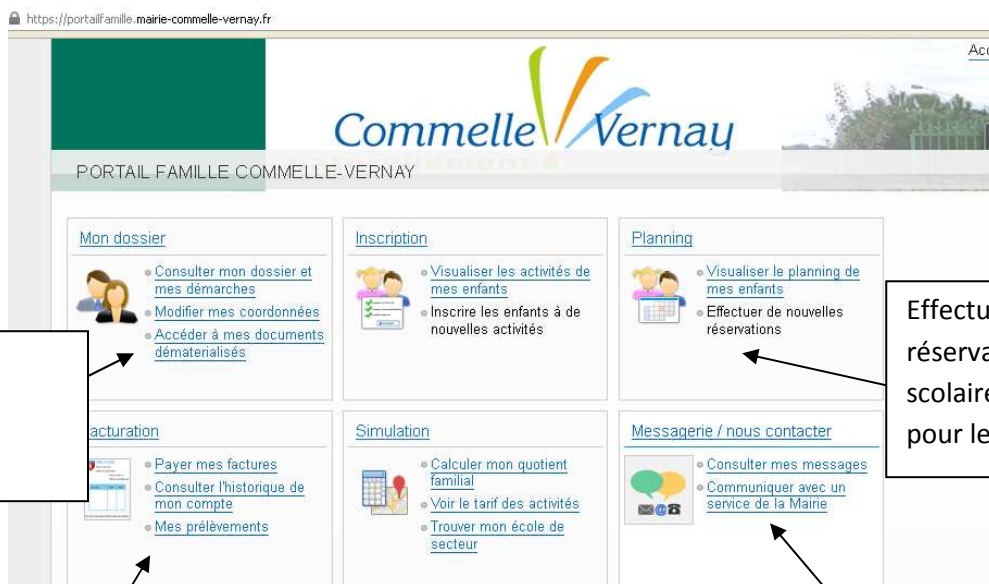 https://portailfamille.mairie-commelle-vernay.fr
Commelle Vernay
PORTAIL FAMILLE COMMELLE-VERNAY
Mon dossier
Consulter mon dossier et
mes démarches
Modifier mes coordonnées
Accéder à mes documents
dématerialisés
Inscription
Visualiser les activités de
mes enfants
Inscrire les enfants à de
nouvelles activités
Planning
Visualiser le planning de
mes enfants
Effectuer de nouvelles
réservations
pour le
acturation
Payer mes factures
Consulter l'historique de
mon compte
Mes prélèvements
Simulation
Calculer mon quotient
familial
Voir le tarif des activités
Trouver mon école de
secteur
Messagerie / nous contacter
Consulter mes messages
Communiquer avec un
service de la Mairie